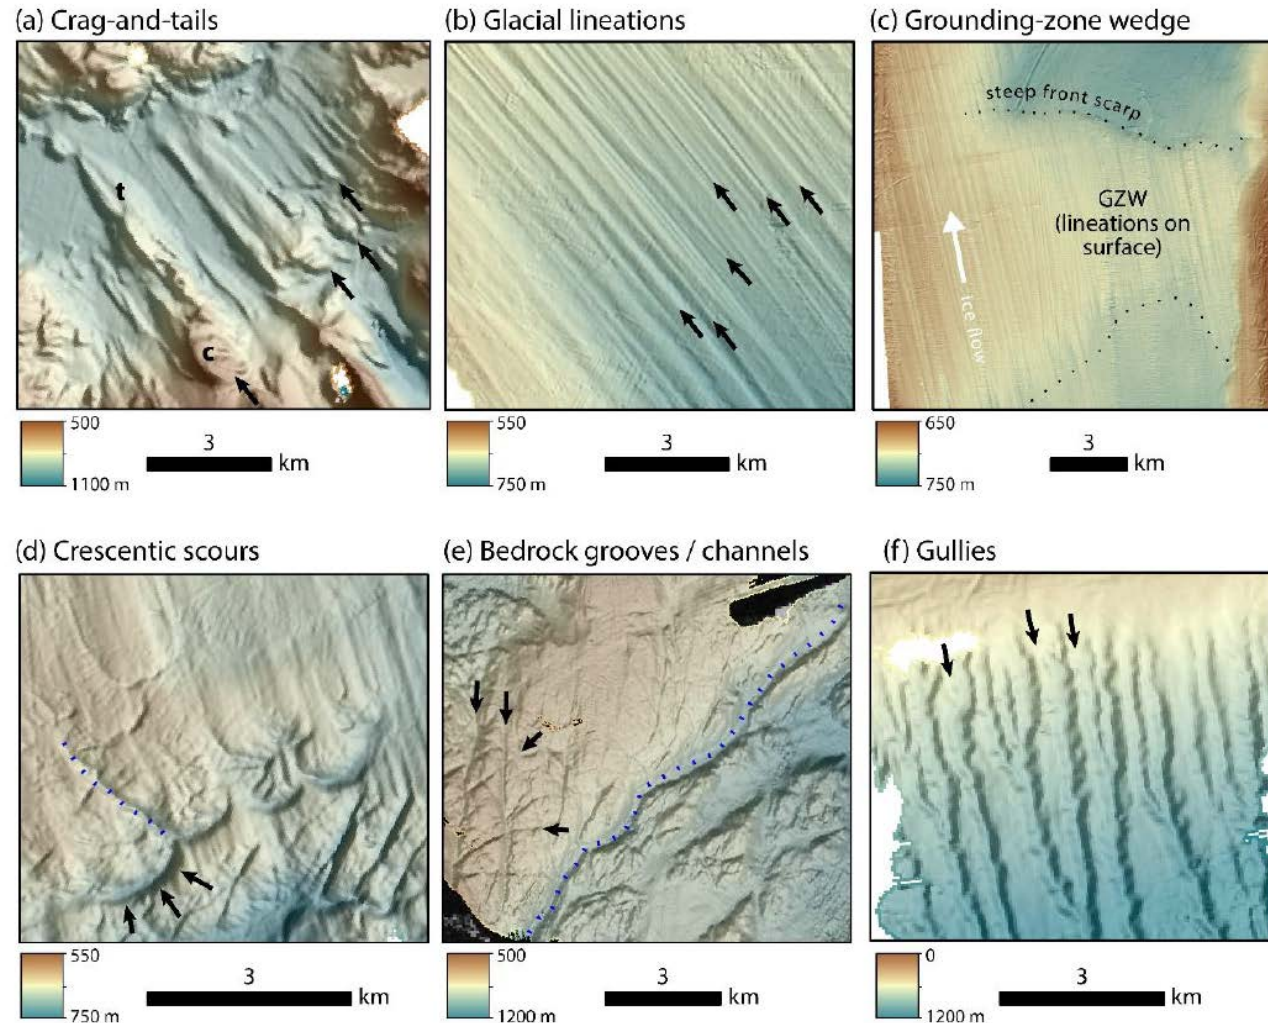 (a) Crag-and-tails
(b) Glacial lineations
(c) Grounding-zone wedge
t
c
steep front scarp
GZW
(lineations on
surface)
ice flow
500
1100 m
3
km
550
750 m
3
km
650
750 m
3
km
(d) Crescentic scours
(e) Bedrock grooves / channels
(f) Gullies
550
750 m
3
km
500
1200 m
3
km
0
1200 m
3
km